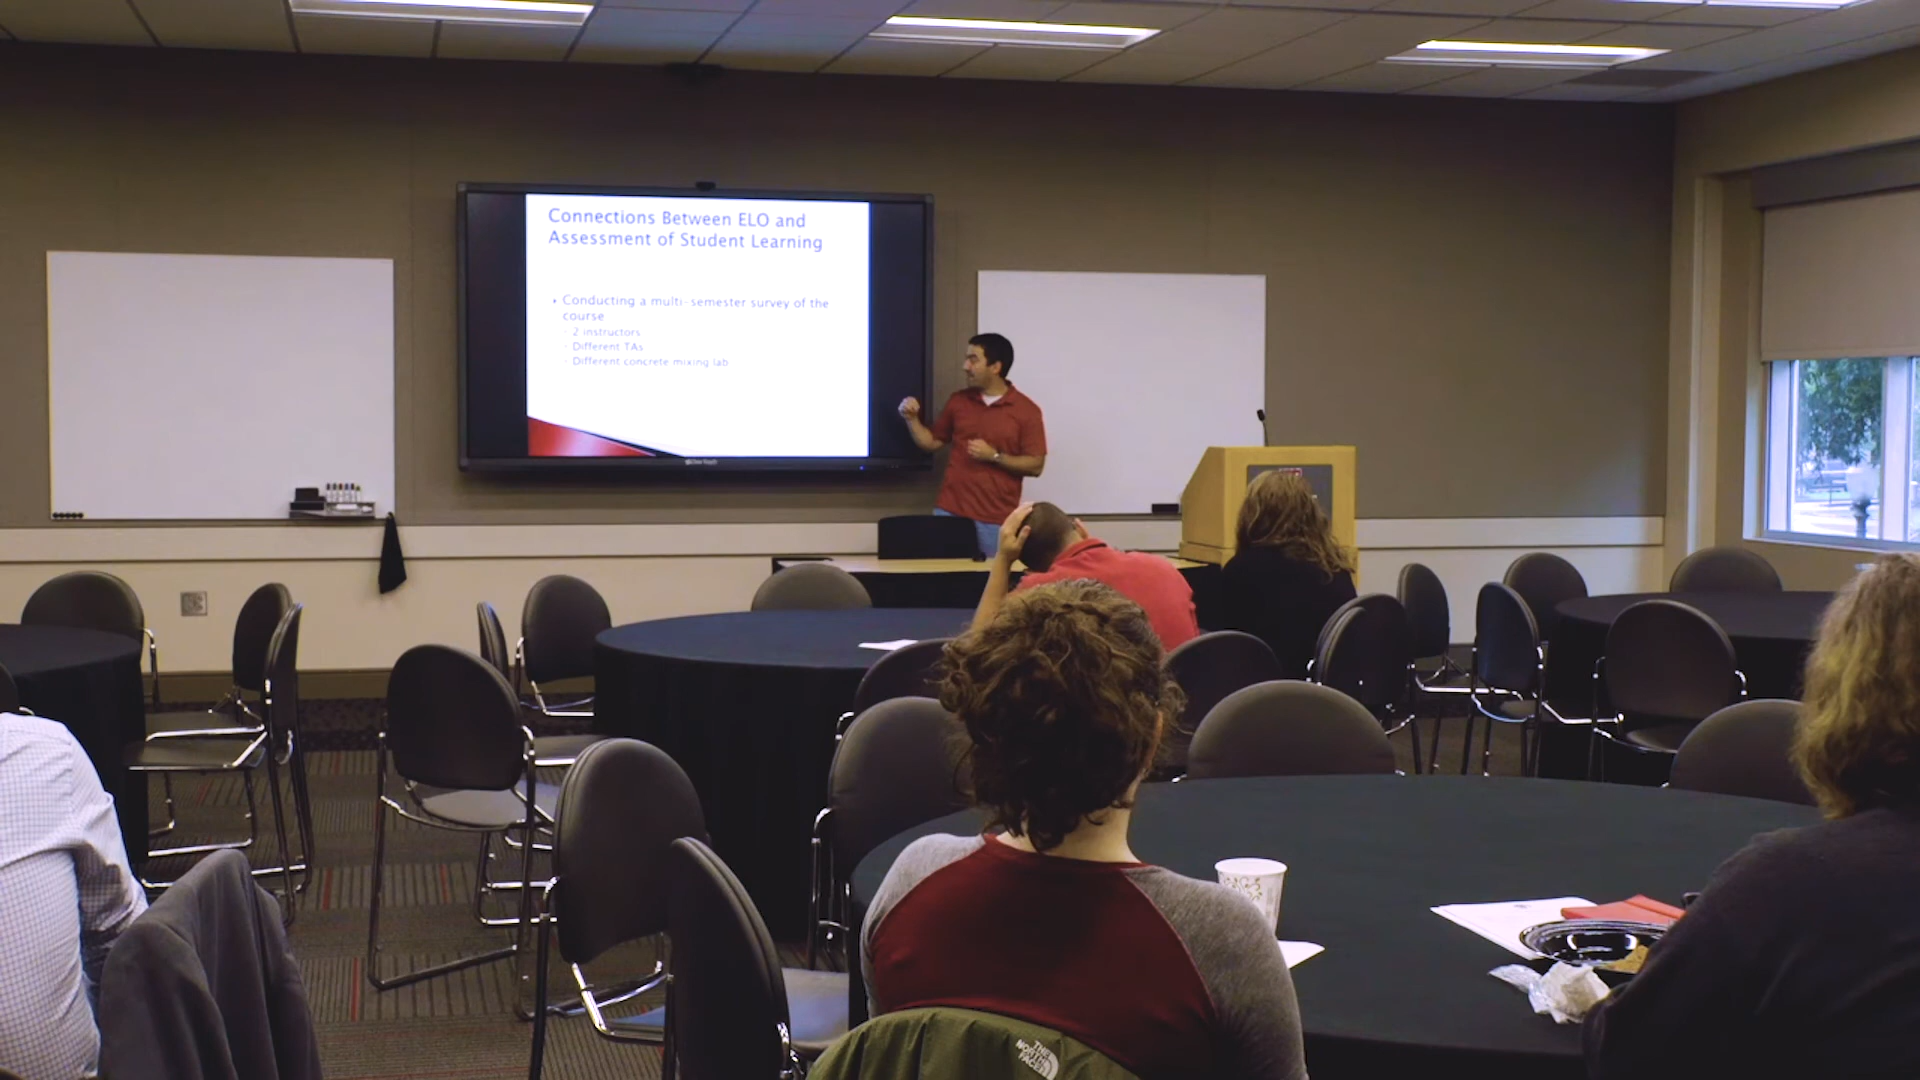 Connections Between ELO and
Assessment of Student Learning
• Conducting a multi-semester survey of the
course
◦ 2 instructors
◦ Different TAs
◦ Different concrete mixing lab
THE
NORTH
FACE